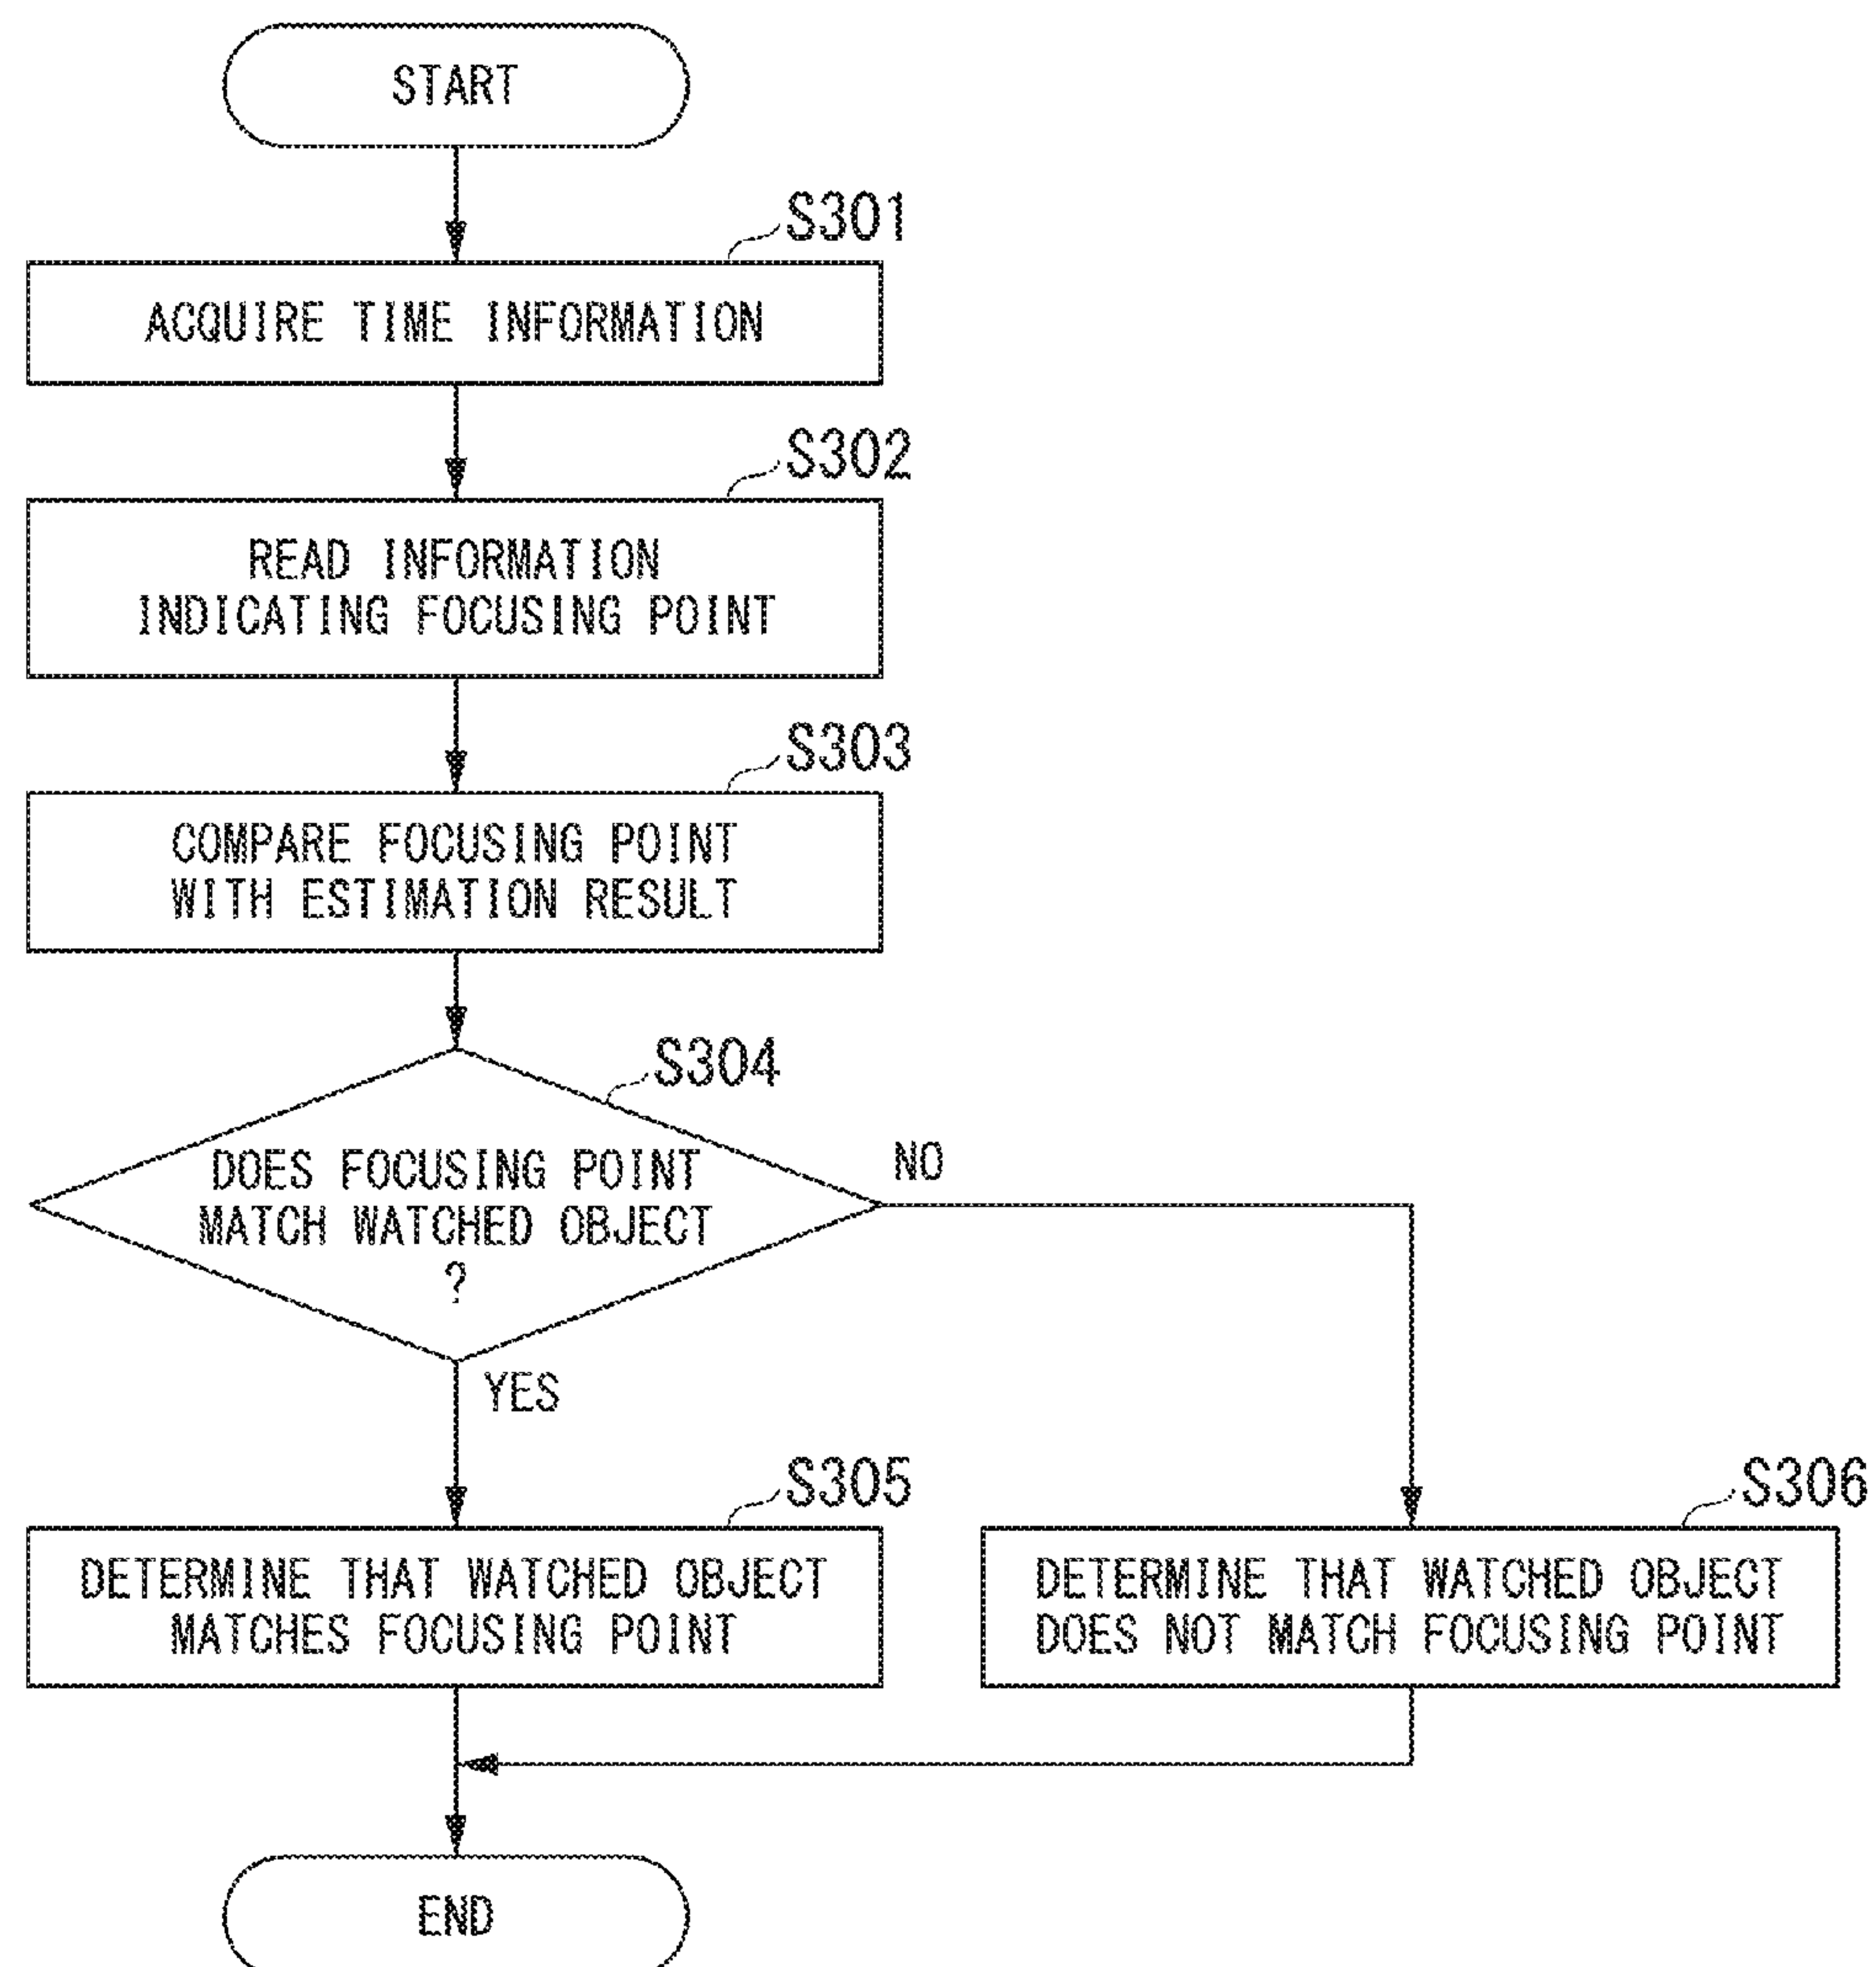 START
S301
ACQUIRE TIME INFORMATION
S302
READ INFORMATION
INDICATING FOCUSING POINT
S303
COMPARE FOCUSING POINT
WITH ESTIMATION RESULT
S304
DOES FOCUSING POINT
MATCH WATCHED OBJECT
?
NO
YES
S305
DETERMINE THAT WATCHED OBJECT
MATCHES FOCUSING POINT
S306
DETERMINE THAT WATCHED OBJECT
DOES NOT MATCH FOCUSING POINT
END